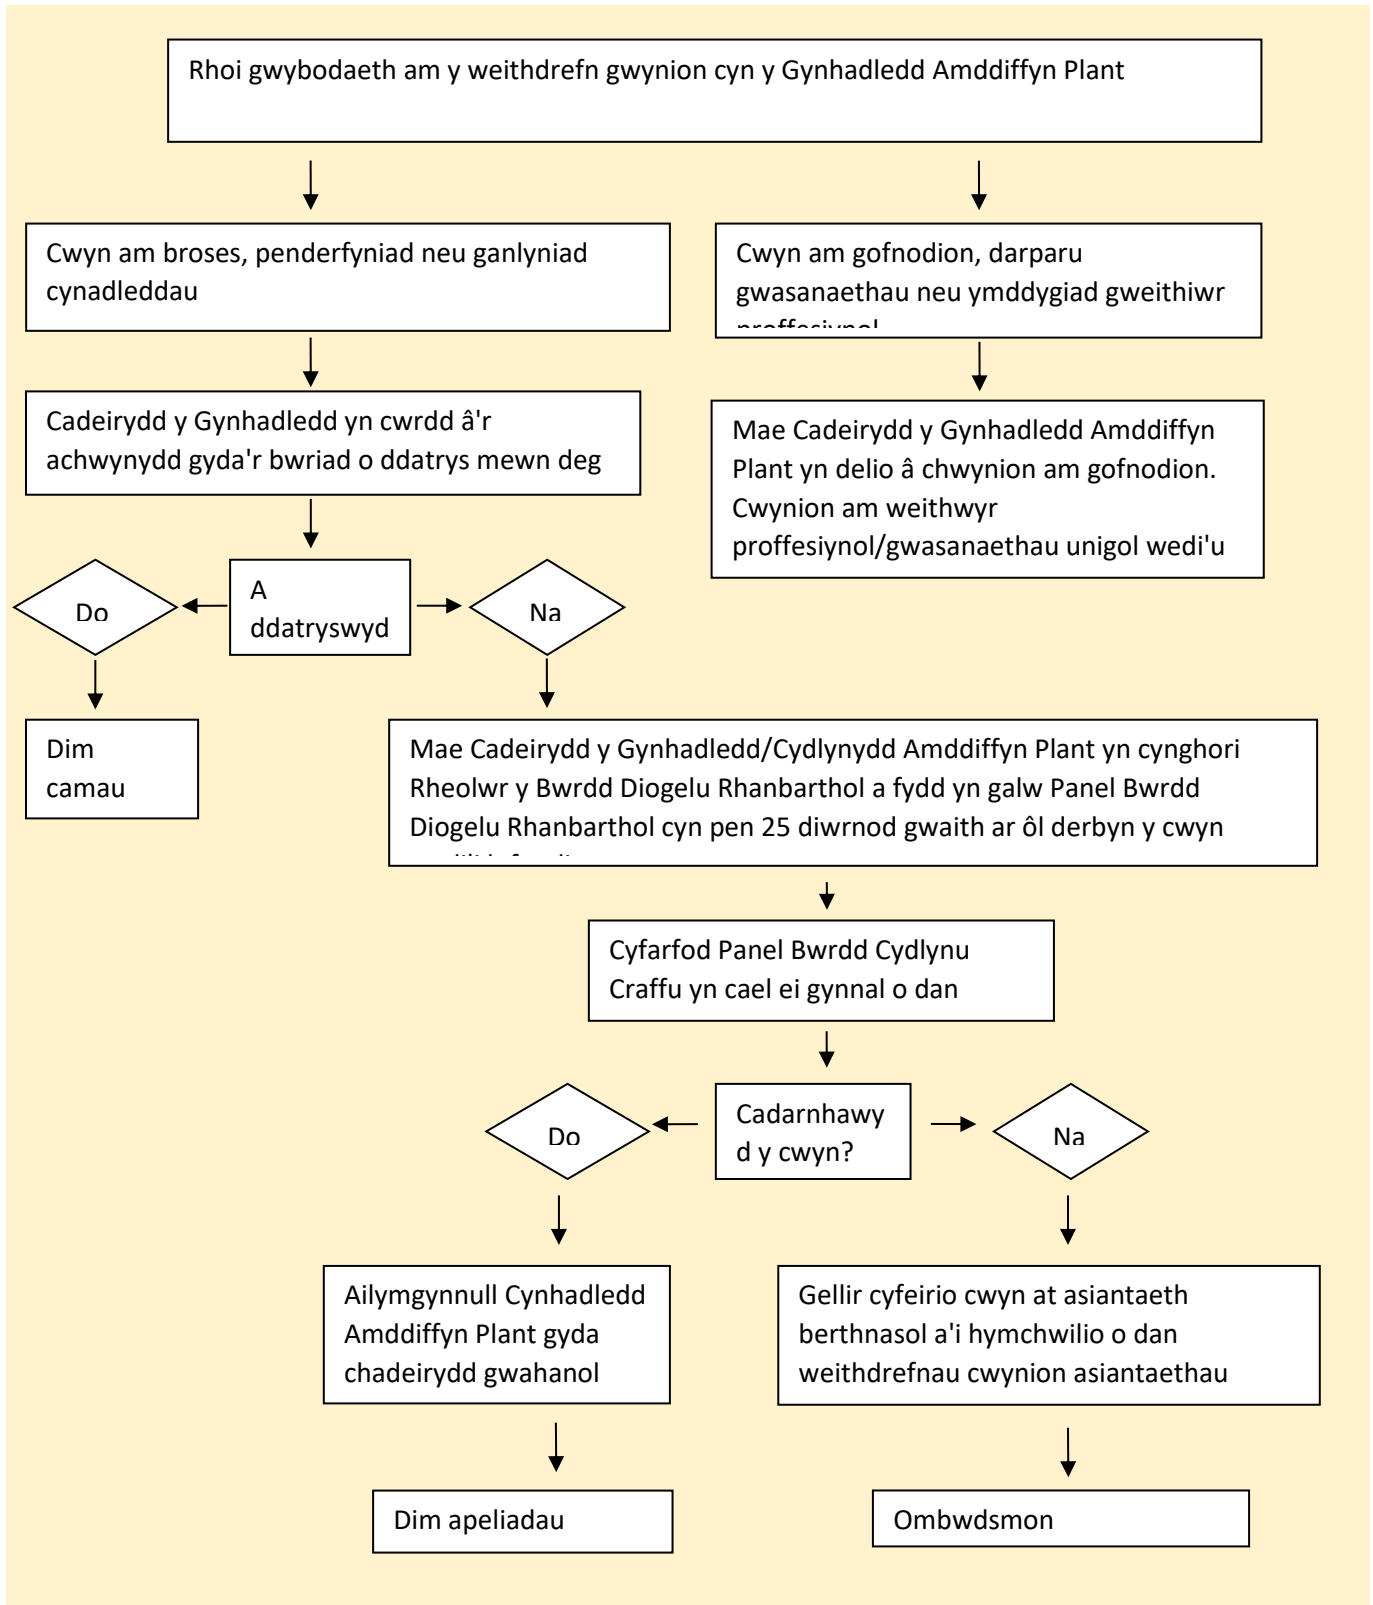 Rhoi gwybodaeth am y weithdrefn gwynion cyn y Gynhadledd Amddiffyn Plant
Cwyn am broses, penderfyniad neu ganlyniad
cynadleddau
Cwyn am gofnodion, darparu
gwasanaethau neu ymddygiad gweithiwr
proffesiynol
Cadeirydd y Gynhadledd yn cwrdd â'r
achwynydd gyda'r bwriad o ddatrys mewn deg
Mae Cadeirydd y Gynhadledd Amddiffyn
Plant yn delio â chwynion am gofnodion.
Cwynion am weithwyr
proffesiynol/gwasanaethau unigol wedi'u
Do
A
ddatryswyd
Na
Dim
camau
Mae Cadeirydd y Gynhadledd/Cydlynydd Amddiffyn Plant yn cynghori
Rheolwr y Bwrdd Diogelu Rhanbarthol a fydd yn galw Panel Bwrdd
Diogelu Rhanbarthol cyn pen 25 diwrnod gwaith ar ôl derbyn y cwyn
Cyfarfod Panel Bwrdd Cydlynu
Craffu yn cael ei gynnal o dan
Do
Cadarnhawy
d y cwyn?
Na
Ailymgynnull Cynhadledd
Amddiffyn Plant gyda
chadeirydd gwahanol
Gellir cyfeirio cwyn at asiantaeth
berthnasol a'i hymchwilio o dan
weithdrefnau cwynion asiantaethau
Dim apeliadau
Ombwdsmon